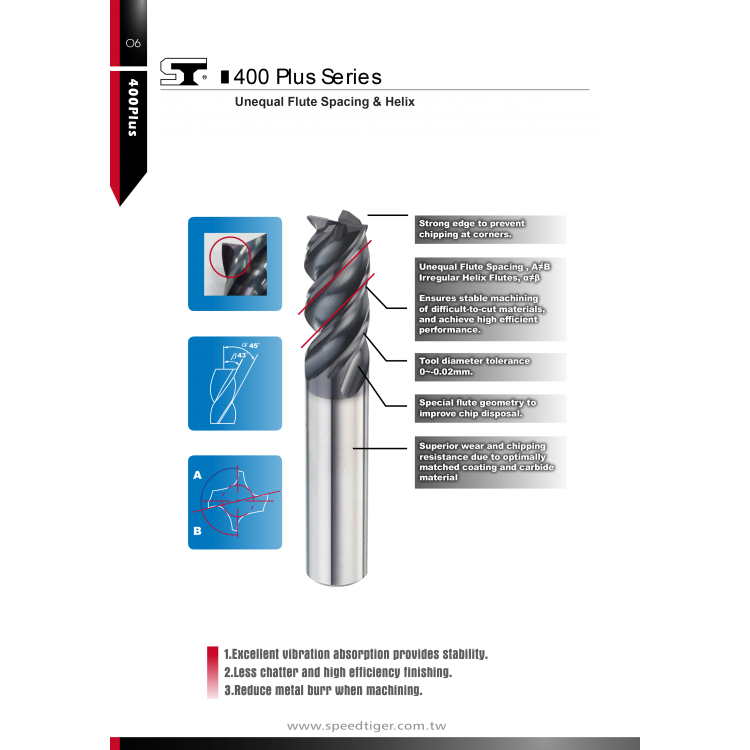 06
400Plus
ST®
400 Plus Series
Unequal Flute Spacing & Helix
Strong edge to prevent
chipping at corners.
Unequal Flute Spacing , A≠B
Irregular Helix Flutes, α≠β
Ensures stable machining
of difficult-to-cut materials,
and achieve high efficient
performance.
Tool diameter tolerance
0~-0.02mm.
Special flute geometry to
improve chip disposal.
Superior wear and chipping
resistance due to optimally
matched coating and carbide
material
α 45°
β 43°
A
B
1.Excellent vibration absorption provides stability.
2.Less chatter and high efficiency finishing.
3.Reduce metal burr when machining.
www.speedtiger.com.tw